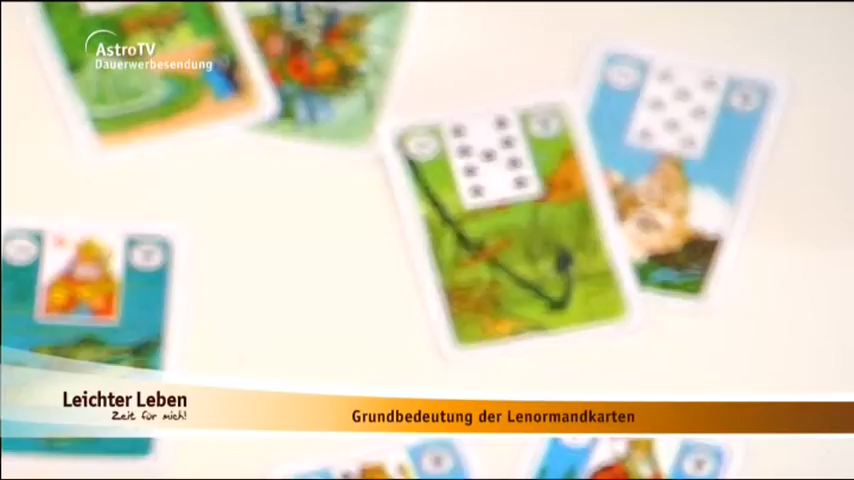 AstroTV
Dauerwerbesendung
Leichter Leben
Zeit für mich!
Grundbedeutung der Lenormandkarten